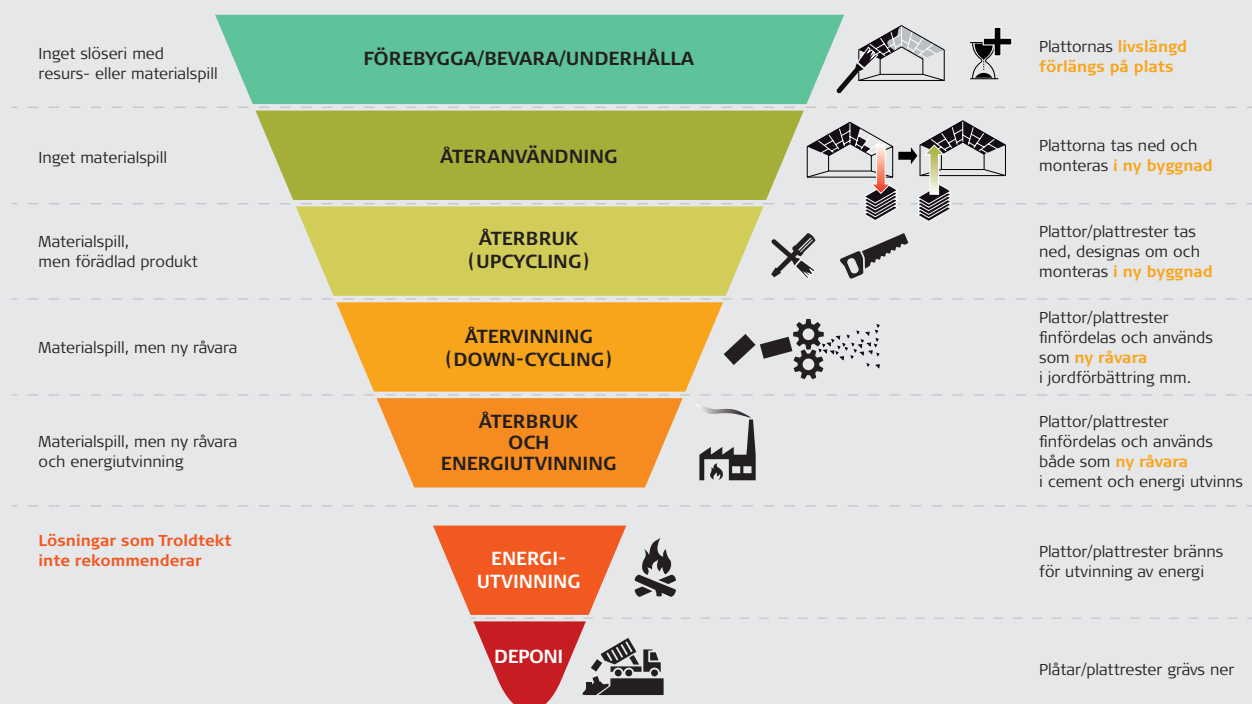 Inget slöseri med
resurs- eller materialspill
FÖREBYGGA/BEVARA/UNDERHÅLLA
Plattornas livslängd
förlängs på plats
Inget materialspill
ÅTERANVÄNDNING
Plattorna tas ned och
monteras i ny byggnad
Materialspill,
men förädlad produkt
ÅTERBRUK
(UPCYCLING)
Plattor/plattrester tas
ned, designas om och
monteras i ny byggnad
Materialspill, men ny råvara
ÅTERVINNING
(DOWN-CYCLING)
Plattor/plattrester
finfördelas och används
som ny råvara
i jordförbättring mm.
Materialspill, men ny råvara
och energiutvinning
ÅTERBRUK
OCH
ENERGIUTVINNING
Plattor/plattrester
finfördelas och används
både som ny råvara
i cement och energi utvinns
Lösningar som Troldtekt
inte rekommenderar
ENERGI-
UTVINNING
Plattor/plattrester bränns
för utvinning av energi
DEPONI
Plåtar/plattrester grävs ner